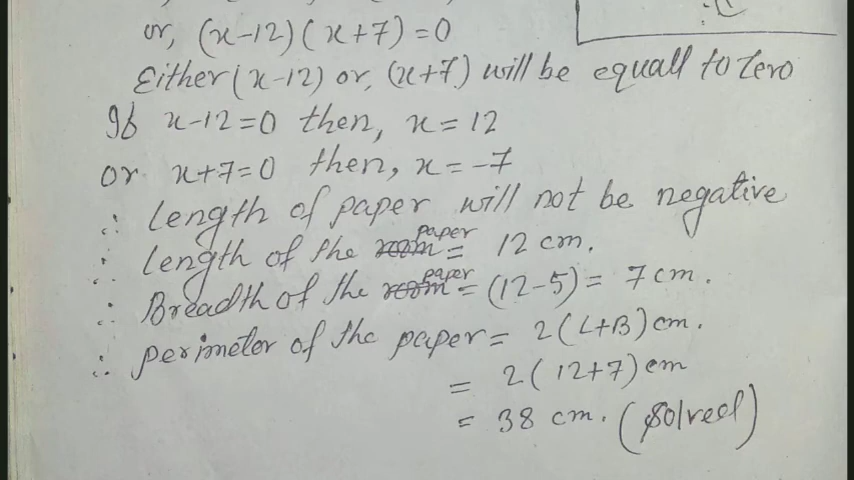 or, (x-12)(x+7)=0
Either (x-12) or, (x+7) will be equall to zero
If x-12=0 then, x=12
or x+7=0 then, x=-7
∴ Length of paper will not be negative
∴ Length of the paper = 12 cm.
∴ Breadth of the paper = (12-5) = 7 cm.
∴ perimeter of the paper = 2(L+B) cm.
= 2(12+7) cm
= 38 cm. (Solved)